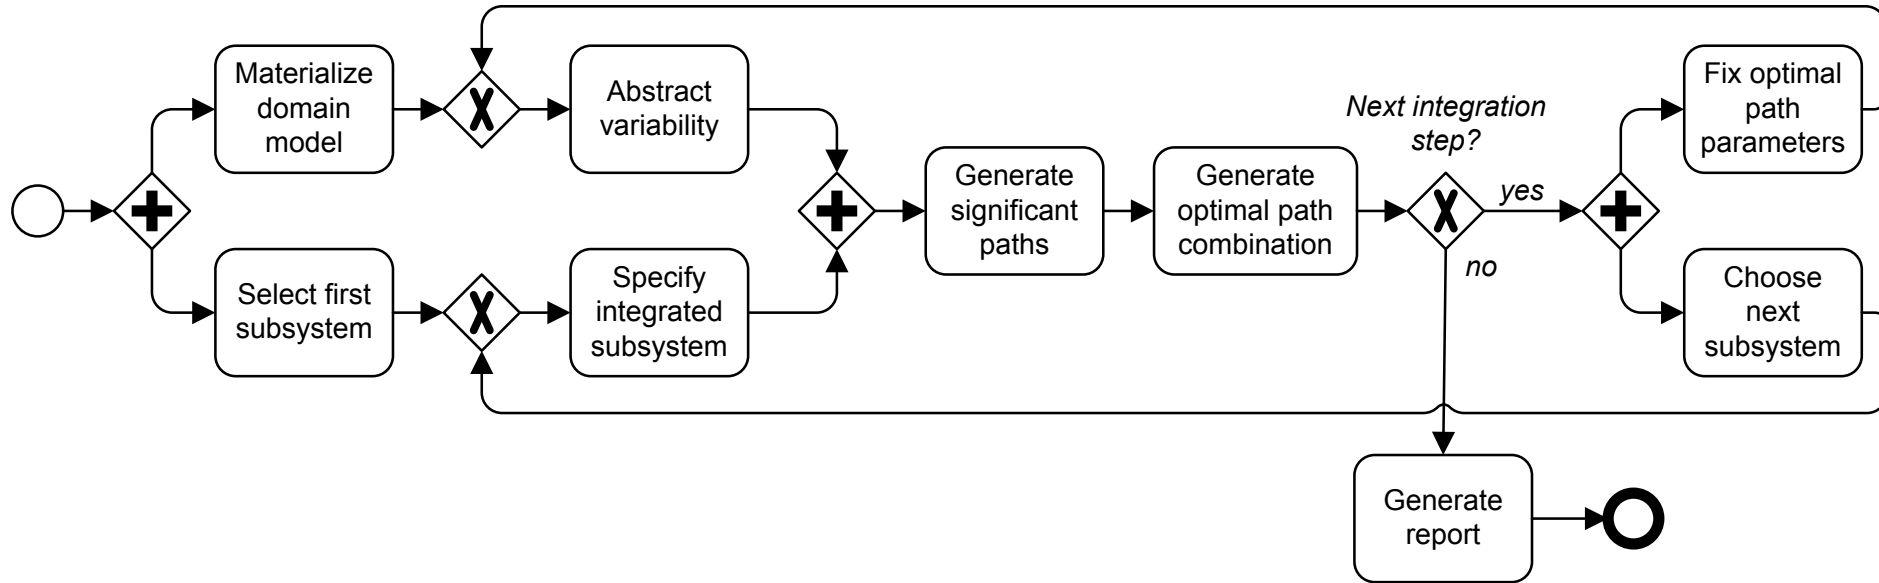 Materialize
domain
model
Select first
subsystem
Abstract
variability
Specify
integrated
subsystem
Generate
significant
paths
Generate
optimal path
combination
Next integration
step?
yes
no
Fix optimal
path
parameters
Choose
next
subsystem
Generate
report